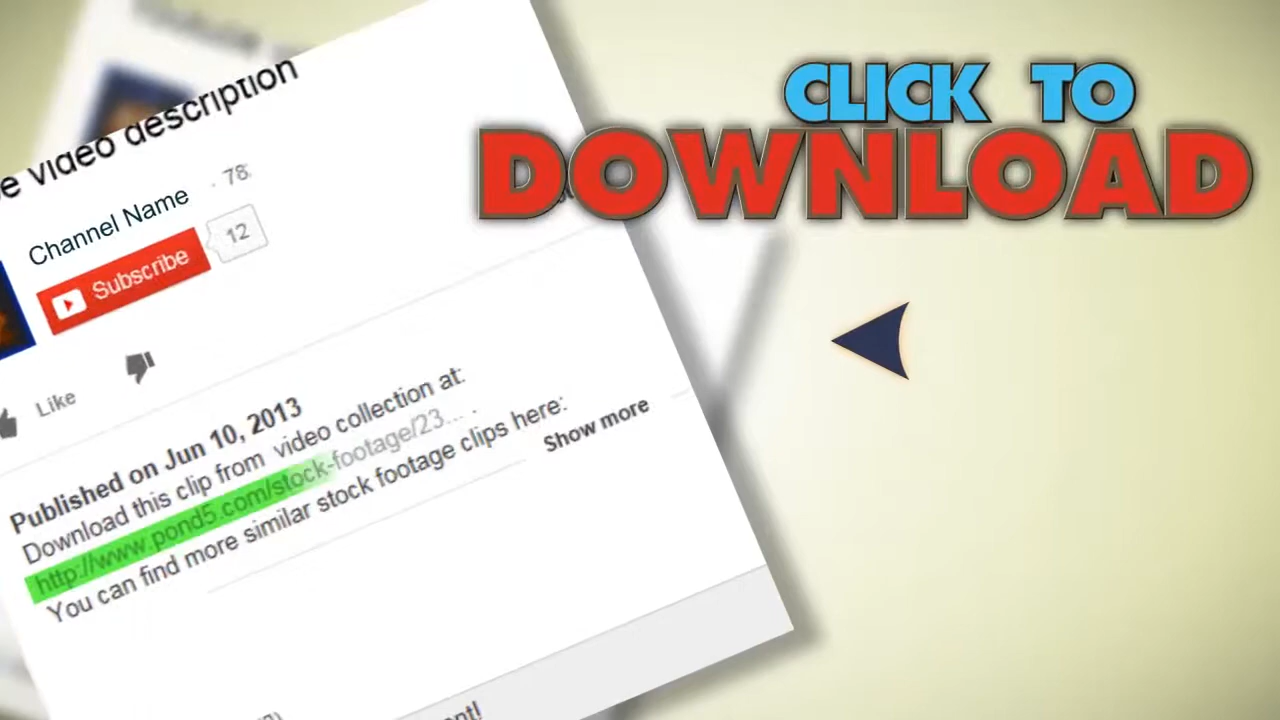 CLICK TO
DOWNLOAD
e video description
Channel Name
78
Subscribe
12
Like
Published on Jun 10, 2013
Download this clip from video collection at:
http://www.pond5.com/stock-footage/23...
You can find more similar stock footage clips here:
Show more